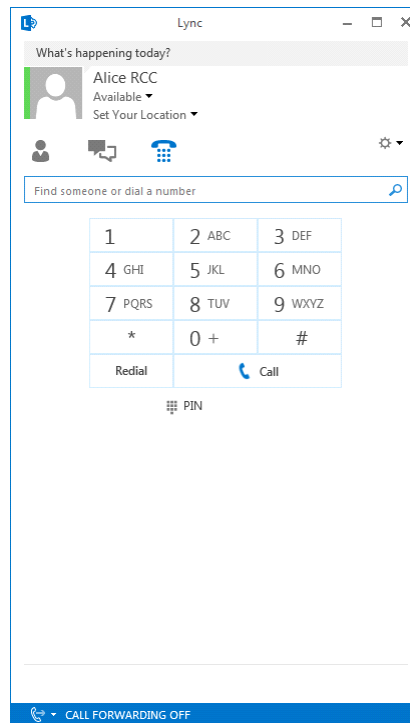 Lync
What's happening today?
Alice RCC
Available
Set Your Location
Find someone or dial a number
1 2 ABC 3 DEF
4 GHI 5 JKL 6 MNO
7 PQRS 8 TUV 9 WXYZ
* 0 + #
Redial Call
PIN
CALL FORWARDING OFF